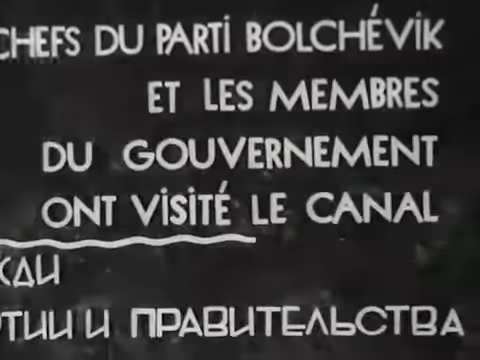 CHEFS DU PARTI BOLCHÉVIK
ET LES MEMBRES
DU GOUVERNEMENT
ONT VISITÉ LE CANAL
И ПРАВИТЕЛЬСТВА